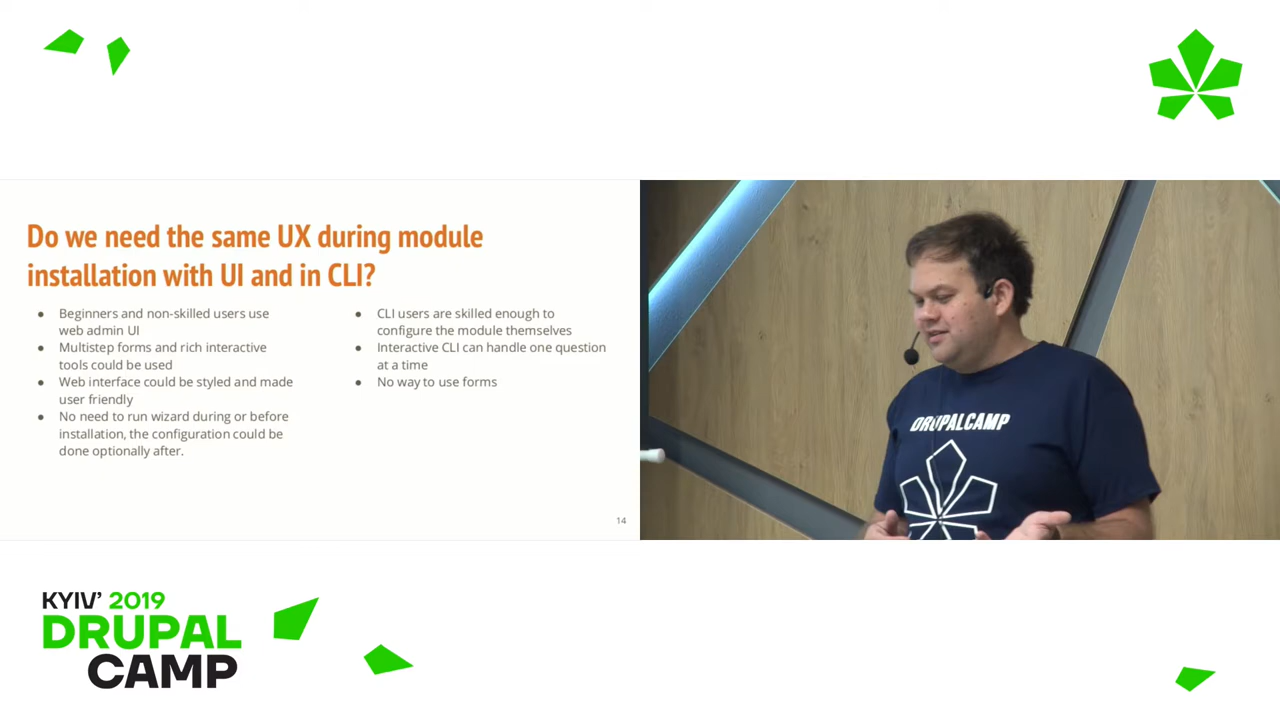 Do we need the same UX during module
installation with UI and in CLI?
● Beginners and non-skilled users use
web admin UI
● Multistep forms and rich interactive
tools could be used
● Web interface could be styled and made
user friendly
● No need to run wizard during or before
installation, the configuration could be
done optionally after.
● CLI users are skilled enough to
configure the module themselves
● Interactive CLI can handle one question
at a time
● No way to use forms
14
DRUPALCAMP
KYIV' 2019
DRUPAL
CAMP